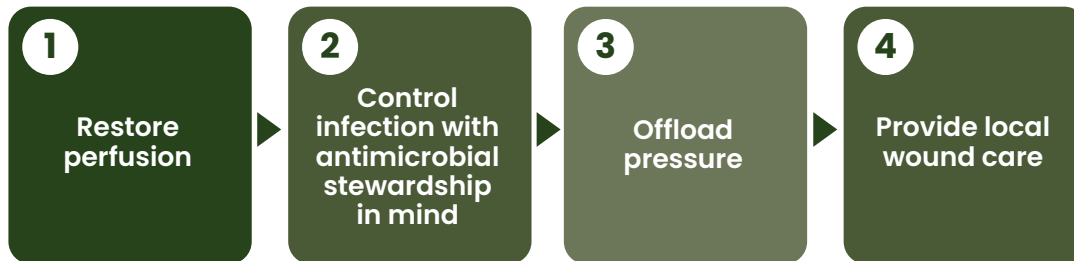 1
Restore
perfusion
2
Control
infection with
antimicrobial
stewardship
in mind
3
Offload
pressure
4
Provide local
wound care